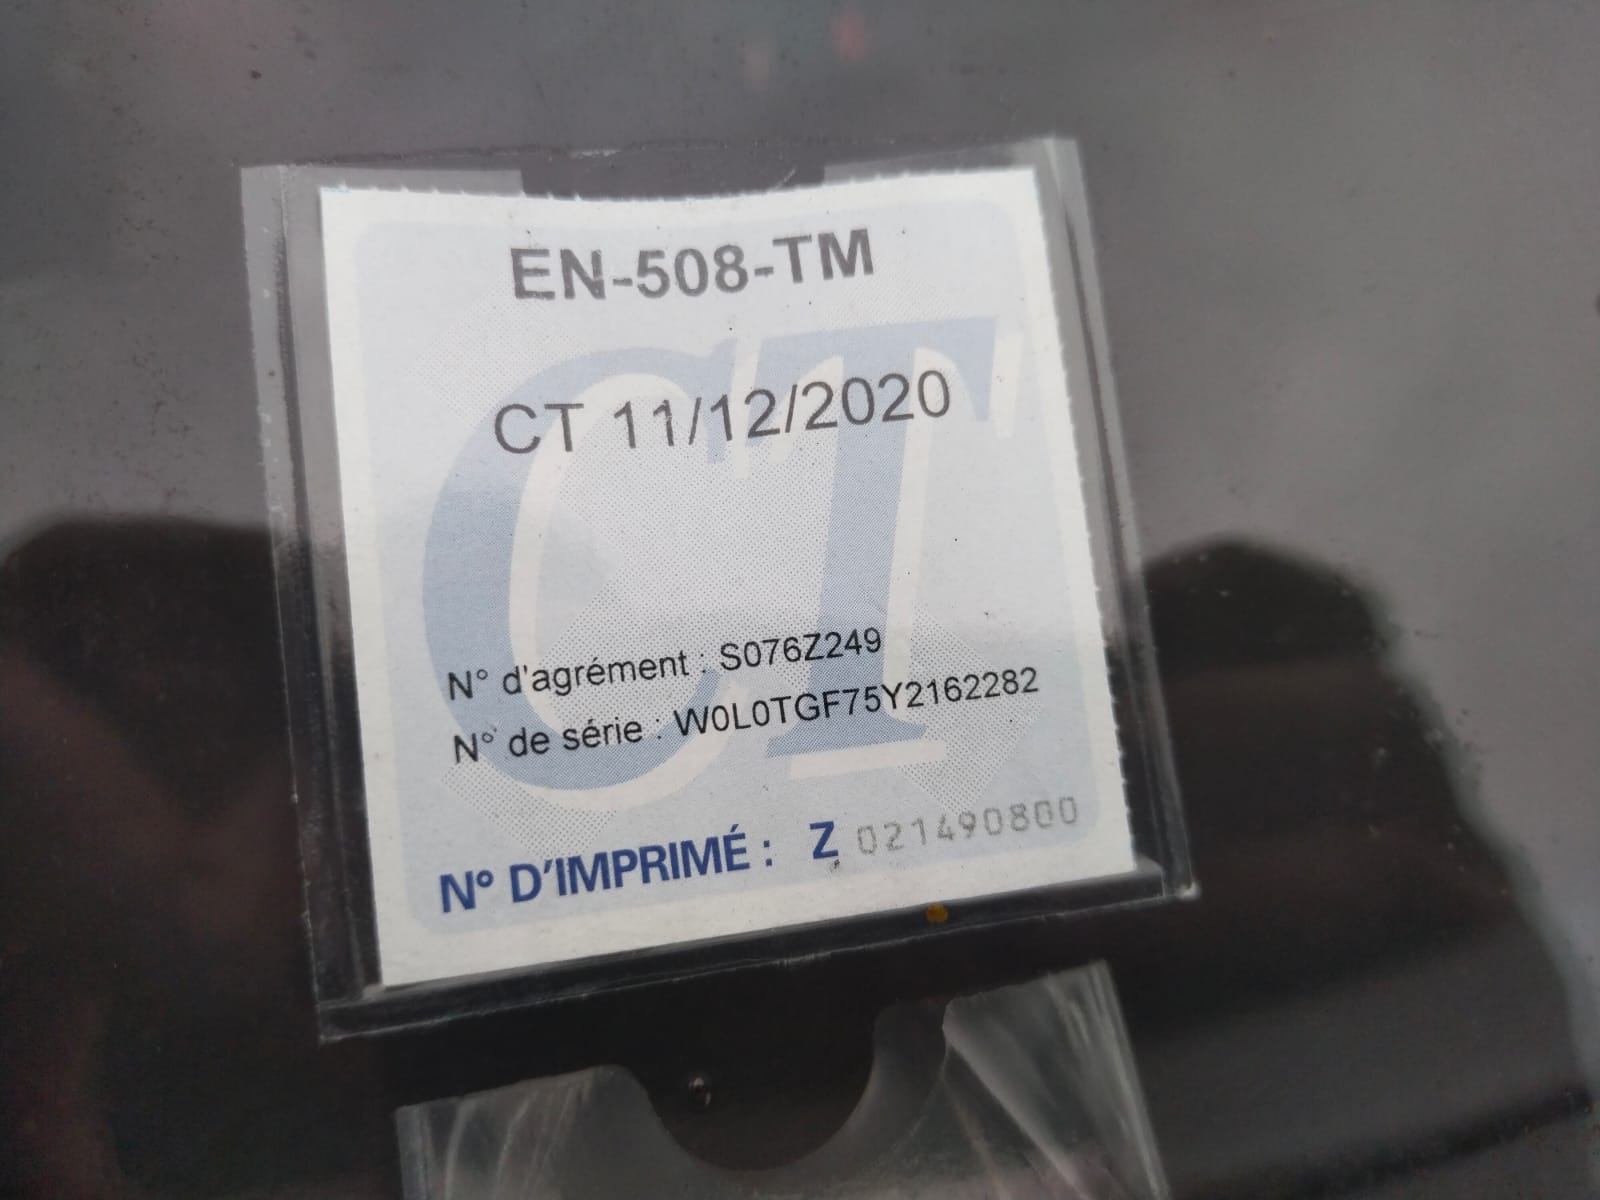 EN-508-TM
CT
CT 11/12/2020
N° d'agrément : S076Z249
N° de série : W0L0TGF75Y2162282
N° D'IMPRIMÉ : Z 021490800